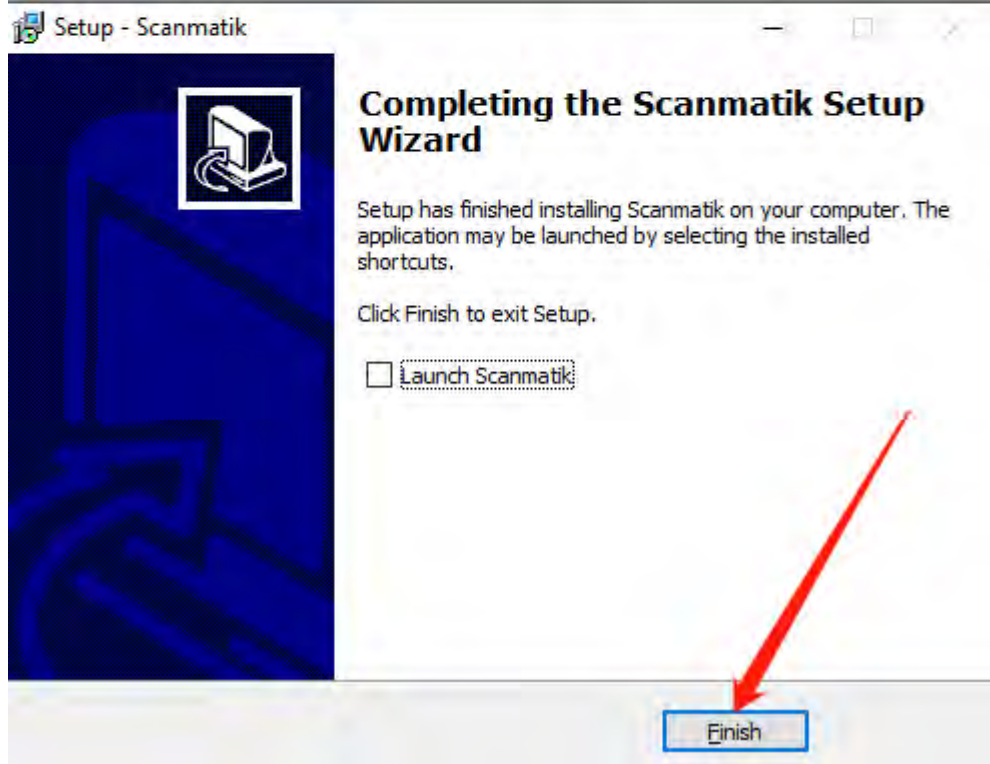 Setup - Scanmatik
Completing the Scanmatik Setup
Wizard
Setup has finished installing Scanmatik on your computer. The
application may be launched by selecting the installed
shortcuts.
Click Finish to exit Setup.
Launch Scanmatik
Finish